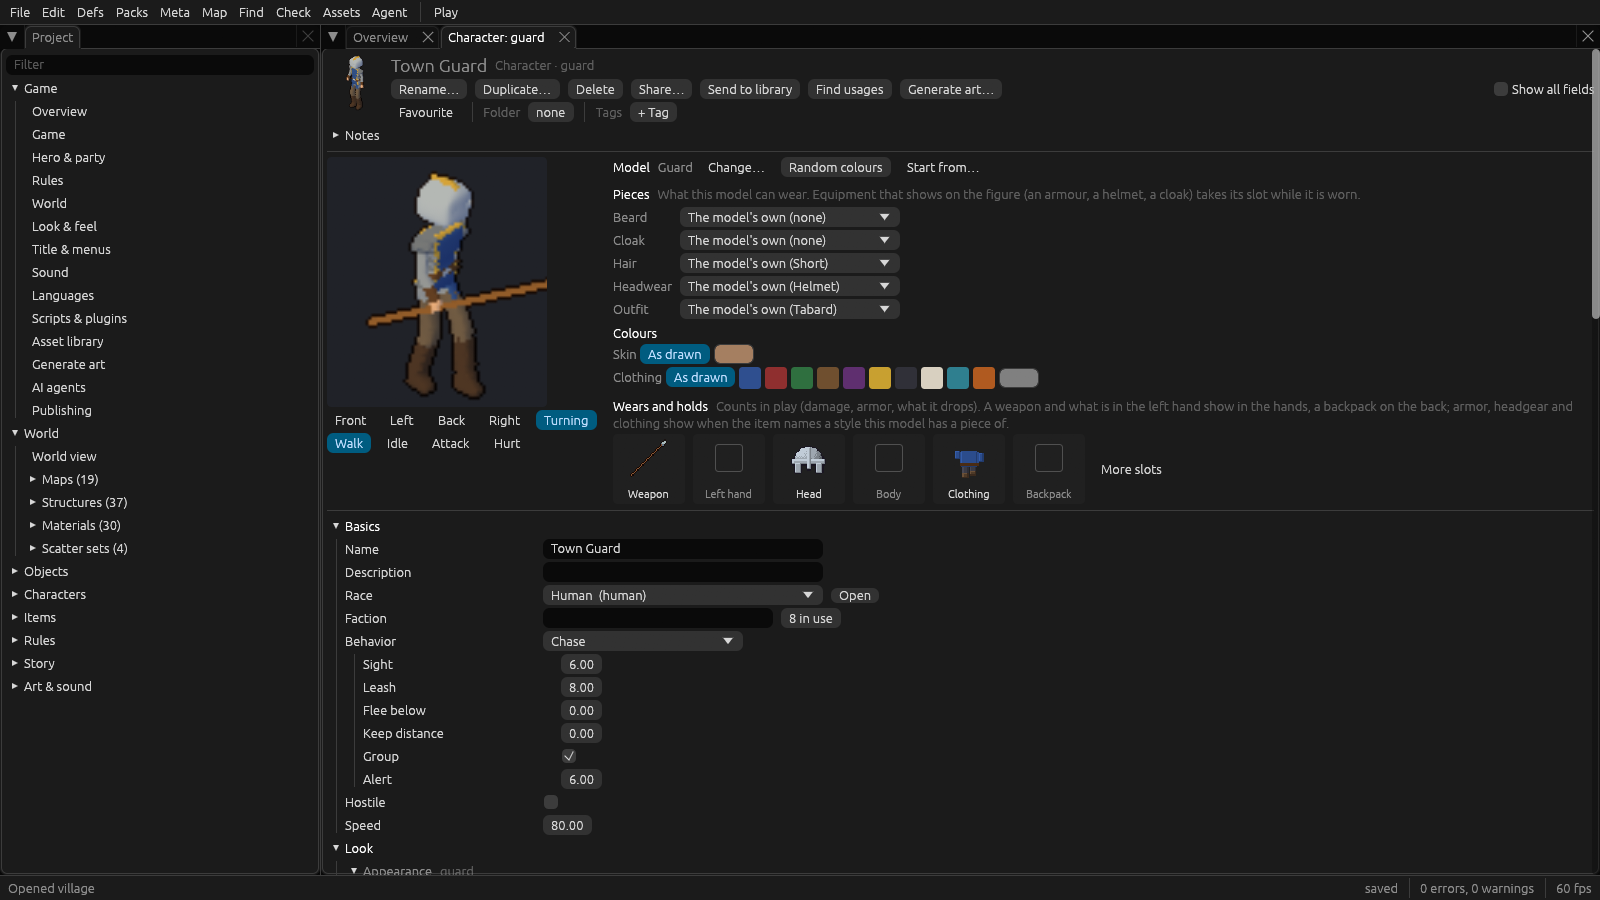 File Edit Defs Packs Meta Map Find Check Assets Agent Play
Project
Overview
Character: guard
Filter
Game
Overview
Game
Hero & party
Rules
World
Look & feel
Title & menus
Sound
Languages
Scripts & plugins
Asset library
Generate art
AI agents
Publishing
World
World view
Maps (19)
Structures (37)
Materials (30)
Scatter sets (4)
Objects
Characters
Items
Rules
Story
Art & sound
Town Guard Character · guard
Rename… Duplicate… Delete Share… Send to library Find usages Generate art… Show all fields
Favourite Folder none Tags + Tag
Notes
Front Left Back Right Turning
Walk Idle Attack Hurt
Model Guard Change… Random colours Start from…
Pieces What this model can wear. Equipment that shows on the figure (an armour, a helmet, a cloak) takes its slot while it is worn.
Beard The model's own (none)
Cloak The model's own (none)
Hair The model's own (Short)
Headwear The model's own (Helmet)
Outfit The model's own (Tabard)
Colours
Skin As drawn
Clothing As drawn
Wears and holds Counts in play (damage, armor, what it drops). A weapon and what is in the left hand show in the hands, a backpack on the back; armor, headgear and
clothing show when the item names a style this model has a piece of.
Weapon Left hand Head Body Clothing Backpack More slots
Basics
Name Town Guard
Description
Race Human (human) Open
Faction 8 in use
Behavior Chase
Sight 6.00
Leash 8.00
Flee below 0.00
Keep distance 0.00
Group
Alert 6.00
Hostile
Speed 80.00
Look
Appearance guard
Opened village saved 0 errors, 0 warnings 60 fps